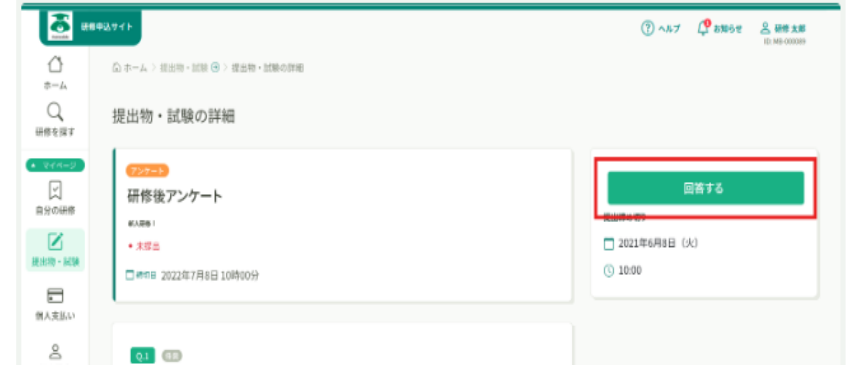 研修申込サイト
ヘルプ
お知らせ
研修 太郎
ホーム
ホーム > 提出物・試験 > 提出物・試験の詳細
研修を探す
提出物・試験の詳細
マイページ
アンケート
研修後アンケート
回答する
自分の研修
未提出
2021年6月8日（火）
提出物・試験
締切日 2022年7月8日 10時00分
10:00
個人支払い
Q.1